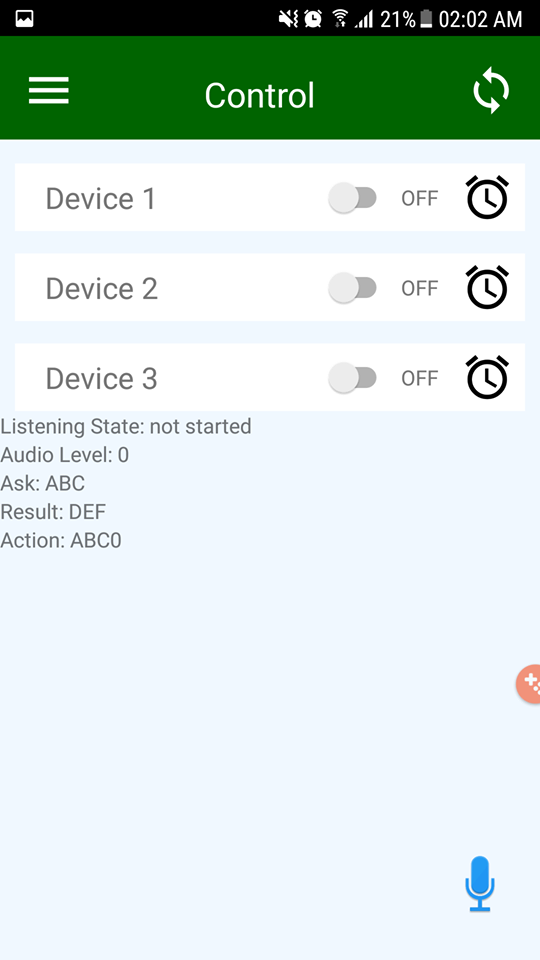 21% 02:02 AM
Control
Device 1 OFF
Device 2 OFF
Device 3 OFF
Listening State: not started
Audio Level: 0
Ask: ABC
Result: DEF
Action: ABC0